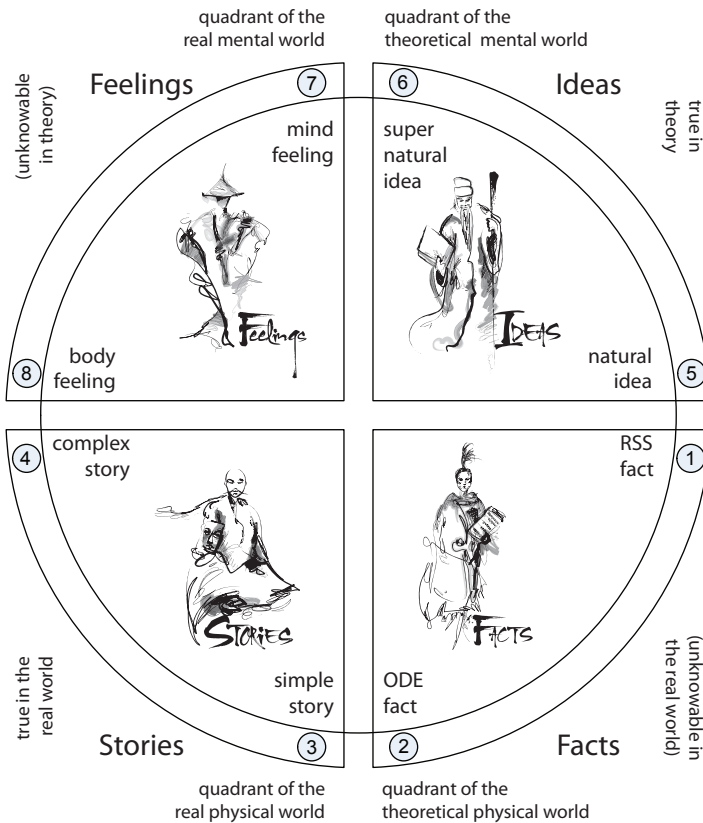 quadrant of the
real mental world
quadrant of the
theoretical mental world
Feelings
7
6
Ideas
(unknowable
in theory)
true in
theory
mind
feeling
super
natural
idea
Feelings
IDEAS
8
body
feeling
natural
idea
5
4
complex
story
RSS
fact
1
STORIES
FACTS
true in the
real world
(unknowable in
the real world)
simple
story
ODE
fact
Stories
3
2
Facts
quadrant of the
real physical world
quadrant of the
theoretical physical world